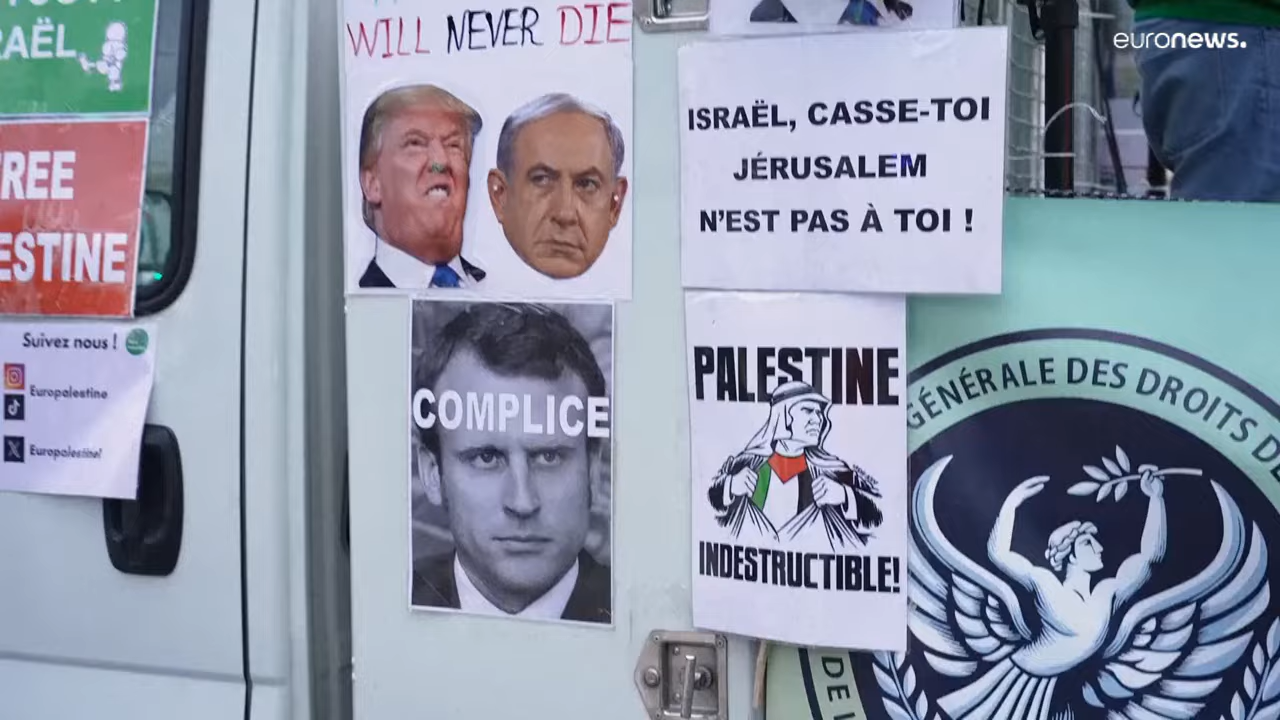 RAËL
FREE
ESTINE
Suivez nous !
Europalestine
Europalestine!
WILL NEVER DIE
COMPLICE
ISRAËL, CASSE-TOI
JÉRUSALEM
N'EST PAS À TOI !
PALESTINE
INDESTRUCTIBLE!
GÉNÉRALE DES DROITS DE
DE
euronews.